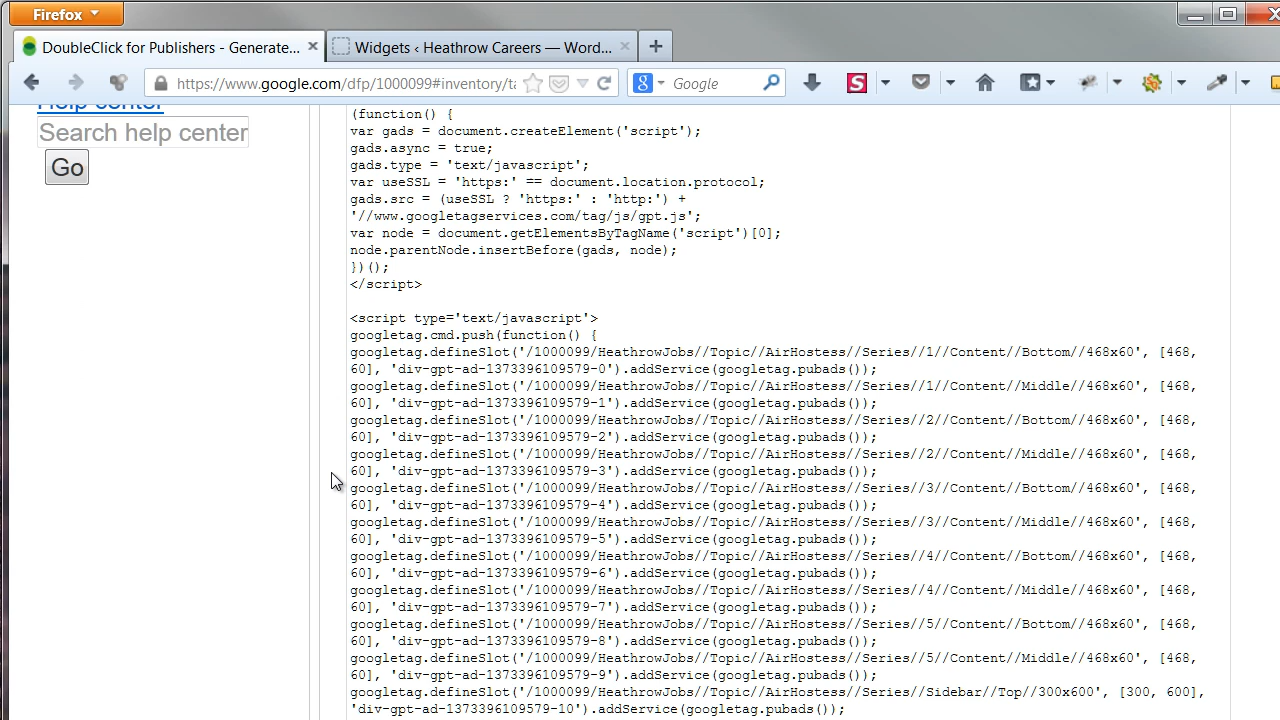 Firefox
DoubleClick for Publishers - Generate...
Widgets ‹ Heathrow Careers — Word...
https://www.google.com/dfp/1000099#inventory/ta
Google
Help center
Search help center
Go
(function() {
var gads = document.createElement('script');
gads.async = true;
gads.type = 'text/javascript';
var useSSL = 'https:' == document.location.protocol;
gads.src = (useSSL ? 'https:' : 'http:') +
'//www.googletagservices.com/tag/js/gpt.js';
var node = document.getElementsByTagName('script')[0];
node.parentNode.insertBefore(gads, node);
})();
</script>
<script type='text/javascript'>
googletag.cmd.push(function() {
googletag.defineSlot('/1000099/HeathrowJobs//Topic//AirHostess//Series//1//Content//Bottom//468x60', [468,
60], 'div-gpt-ad-1373396109579-0').addService(googletag.pubads());
googletag.defineSlot('/1000099/HeathrowJobs//Topic//AirHostess//Series//1//Content//Middle//468x60', [468,
60], 'div-gpt-ad-1373396109579-1').addService(googletag.pubads());
googletag.defineSlot('/1000099/HeathrowJobs//Topic//AirHostess//Series//2//Content//Bottom//468x60', [468,
60], 'div-gpt-ad-1373396109579-2').addService(googletag.pubads());
googletag.defineSlot('/1000099/HeathrowJobs//Topic//AirHostess//Series//2//Content//Middle//468x60', [468,
60], 'div-gpt-ad-1373396109579-3').addService(googletag.pubads());
googletag.defineSlot('/1000099/HeathrowJobs//Topic//AirHostess//Series//3//Content//Bottom//468x60', [468,
60], 'div-gpt-ad-1373396109579-4').addService(googletag.pubads());
googletag.defineSlot('/1000099/HeathrowJobs//Topic//AirHostess//Series//3//Content//Middle//468x60', [468,
60], 'div-gpt-ad-1373396109579-5').addService(googletag.pubads());
googletag.defineSlot('/1000099/HeathrowJobs//Topic//AirHostess//Series//4//Content//Bottom//468x60', [468,
60], 'div-gpt-ad-1373396109579-6').addService(googletag.pubads());
googletag.defineSlot('/1000099/HeathrowJobs//Topic//AirHostess//Series//4//Content//Middle//468x60', [468,
60], 'div-gpt-ad-1373396109579-7').addService(googletag.pubads());
googletag.defineSlot('/1000099/HeathrowJobs//Topic//AirHostess//Series//5//Content//Bottom//468x60', [468,
60], 'div-gpt-ad-1373396109579-8').addService(googletag.pubads());
googletag.defineSlot('/1000099/HeathrowJobs//Topic//AirHostess//Series//5//Content//Middle//468x60', [468,
60], 'div-gpt-ad-1373396109579-9').addService(googletag.pubads());
googletag.defineSlot('/1000099/HeathrowJobs//Topic//AirHostess//Series//Sidebar//Top//300x600', [300, 600],
'div-gpt-ad-1373396109579-10').addService(googletag.pubads());